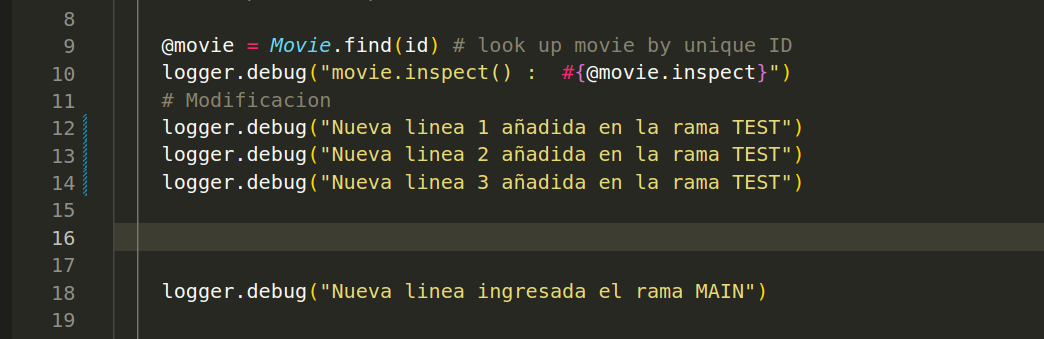 8
9 @movie = Movie.find(id) # look up movie by unique ID
10 logger.debug("movie.inspect() :  #{@movie.inspect}")
11 # Modificacion
12 logger.debug("Nueva linea 1 añadida en la rama TEST")
13 logger.debug("Nueva linea 2 añadida en la rama TEST")
14 logger.debug("Nueva linea 3 añadida en la rama TEST")
15
16
17
18 logger.debug("Nueva linea ingresada el rama MAIN")
19